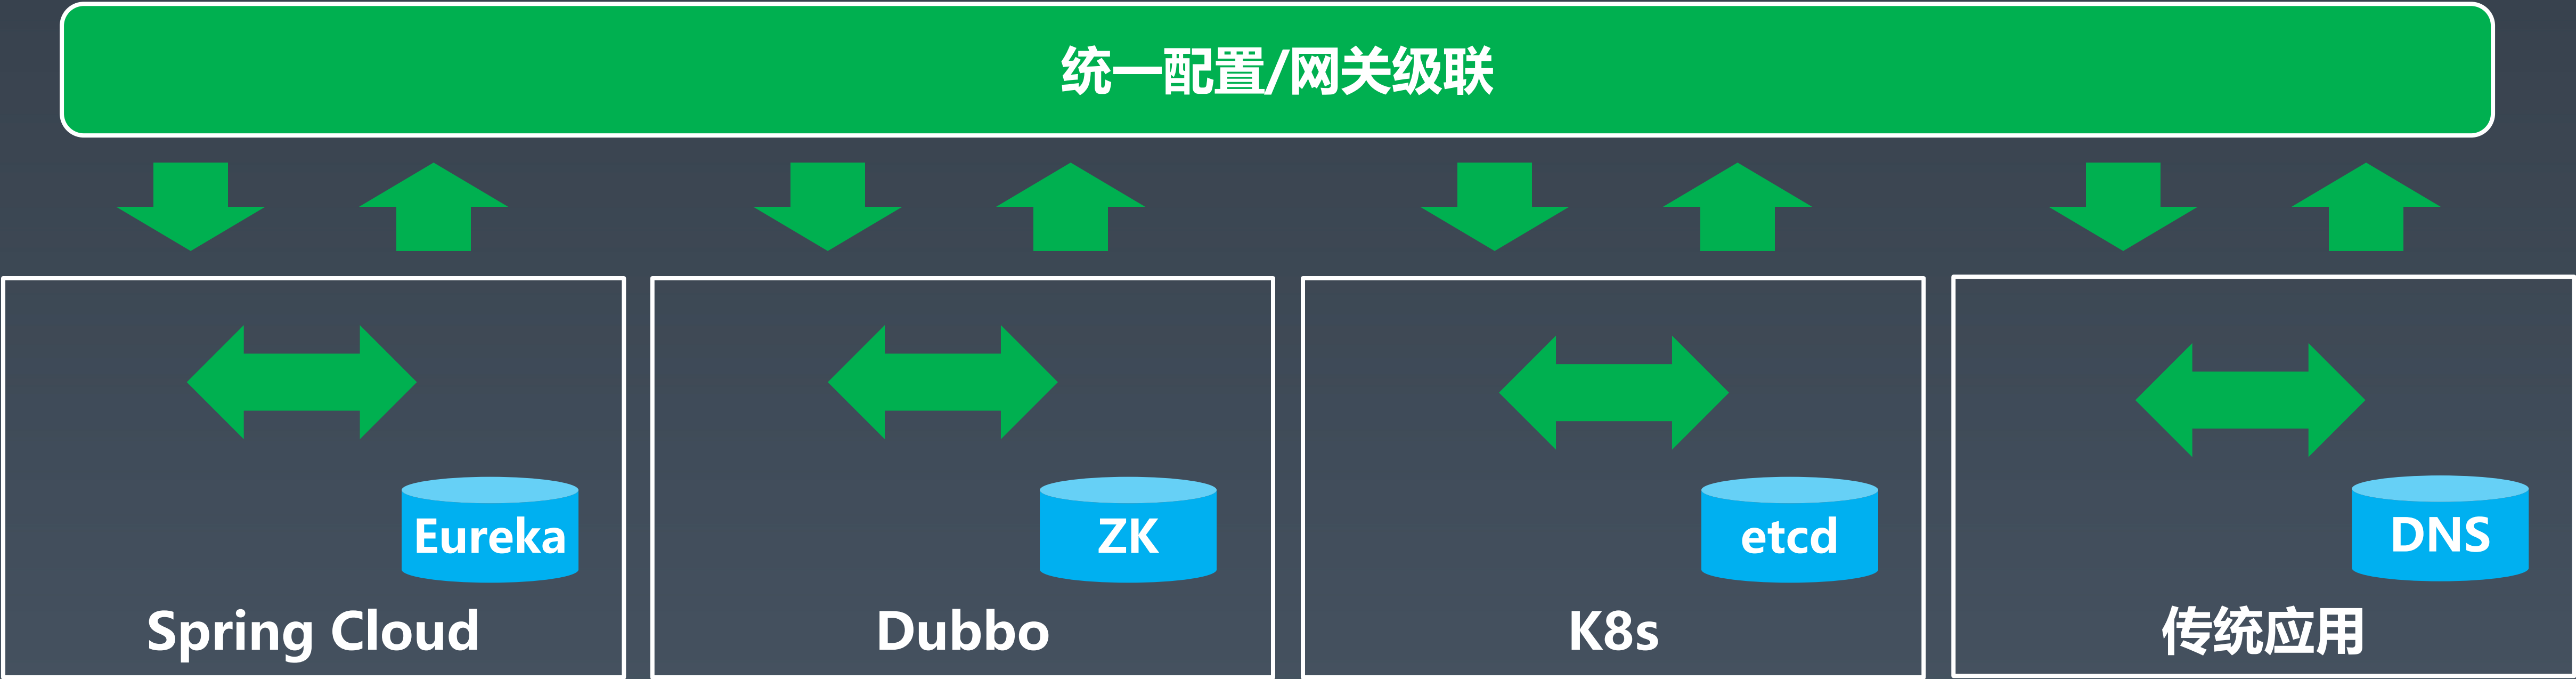 统一配置/网关级联
Eureka
ZK
etcd
DNS
Spring Cloud
Dubbo
K8s
传统应用